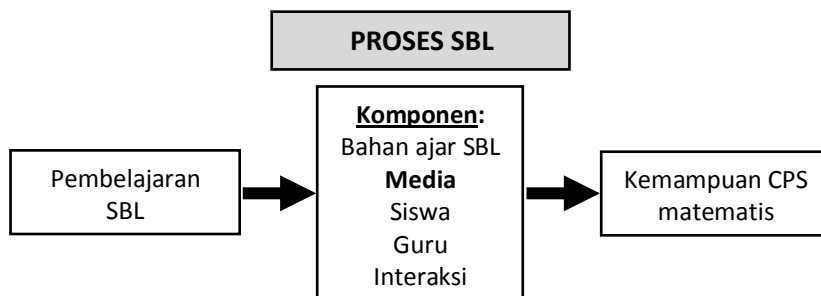 PROSES SBL
Pembelajaran
SBL
Komponen:
Bahan ajar SBL
Media
Siswa
Guru
Interaksi
Kemampuan CPS
matematis